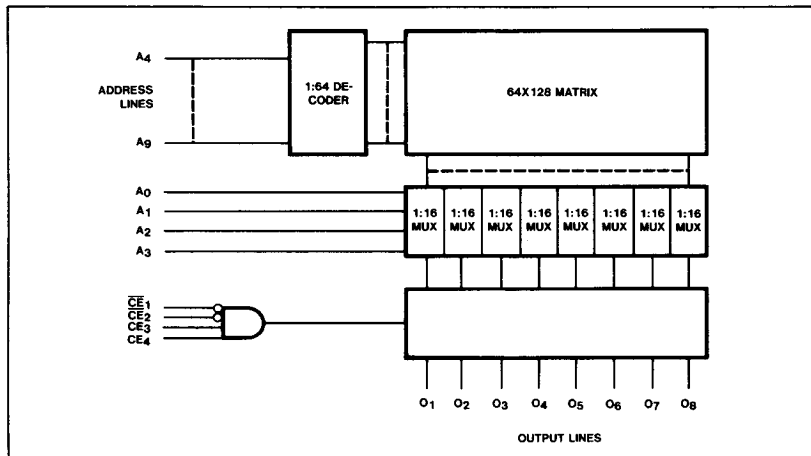 A4
ADDRESS
LINES
A9
1:64 DE-
CODER
64X128 MATRIX
A0
A1
A2
A3
1:16
MUX
1:16
MUX
1:16
MUX
1:16
MUX
1:16
MUX
1:16
MUX
1:16
MUX
1:16
MUX
C̅E̅1
C̅E̅2
CE3
CE4
O1 O2 O3 O4 O5 O6 O7 O8
OUTPUT LINES